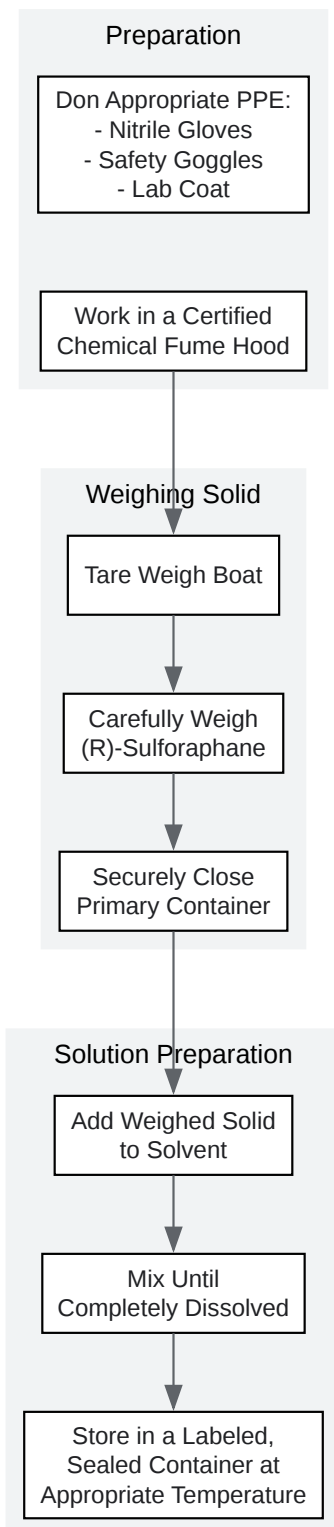 Preparation
Don Appropriate PPE:
- Nitrile Gloves
- Safety Goggles
- Lab Coat
Work in a Certified
Chemical Fume Hood
Weighing Solid
Tare Weigh Boat
Carefully Weigh
(R)-Sulforaphane
Securely Close
Primary Container
Solution Preparation
Add Weighed Solid
to Solvent
Mix Until
Completely Dissolved
Store in a Labeled,
Sealed Container at
Appropriate Temperature